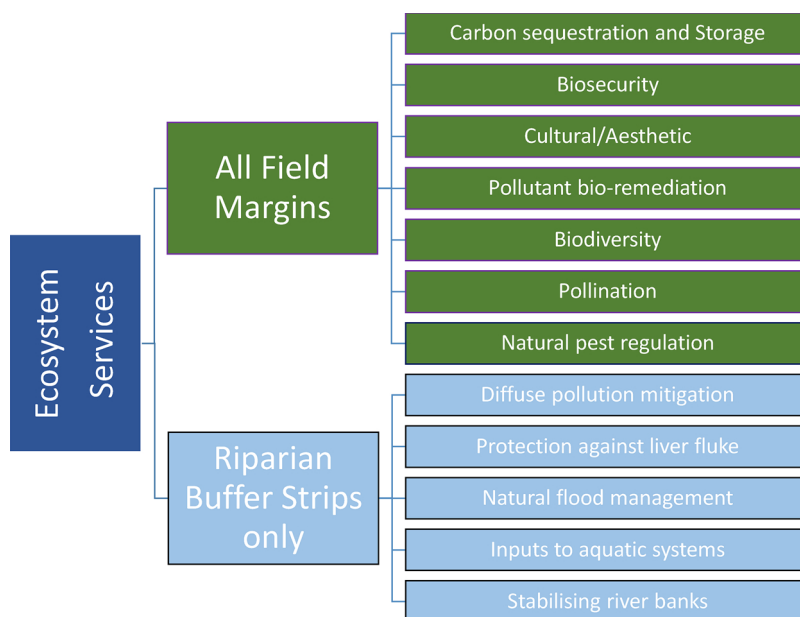 Ecosystem
Services
All Field
Margins
Carbon sequestration and Storage
Biosecurity
Cultural/Aesthetic
Pollutant bio-remediation
Biodiversity
Pollination
Natural pest regulation
Riparian
Buffer Strips
only
Diffuse pollution mitigation
Protection against liver fluke
Natural flood management
Inputs to aquatic systems
Stabilising river banks